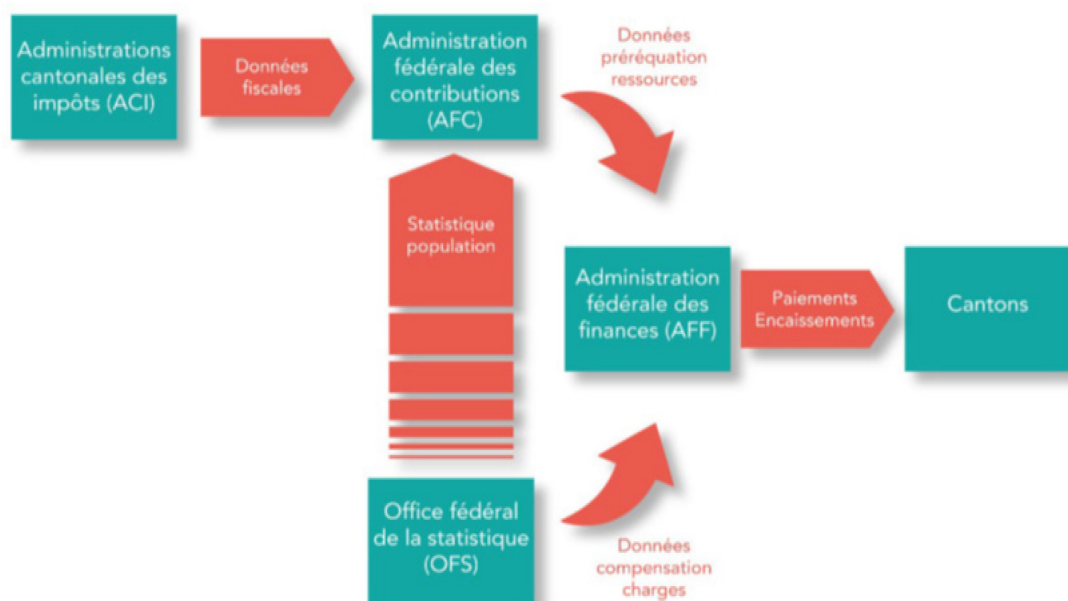 Administrations
cantonales des
impôts (ACI)
Données
fiscales
Administration
fédérale des
contributions
(AFC)
Données
préréquation
ressources
Statistique
population
Administration
fédérale des
finances (AFF)
Paiements
Encaissements
Cantons
Office fédéral
de la statistique
(OFS)
Données
compensation
charges